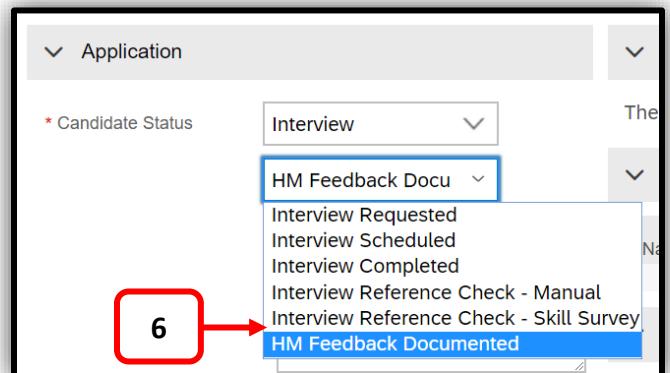 Application
* Candidate Status
Interview
The
HM Feedback Docu
Interview Requested
Interview Scheduled
Na
Interview Completed
Interview Reference Check - Manual
Interview Reference Check - Skill Survey
6
HM Feedback Documented